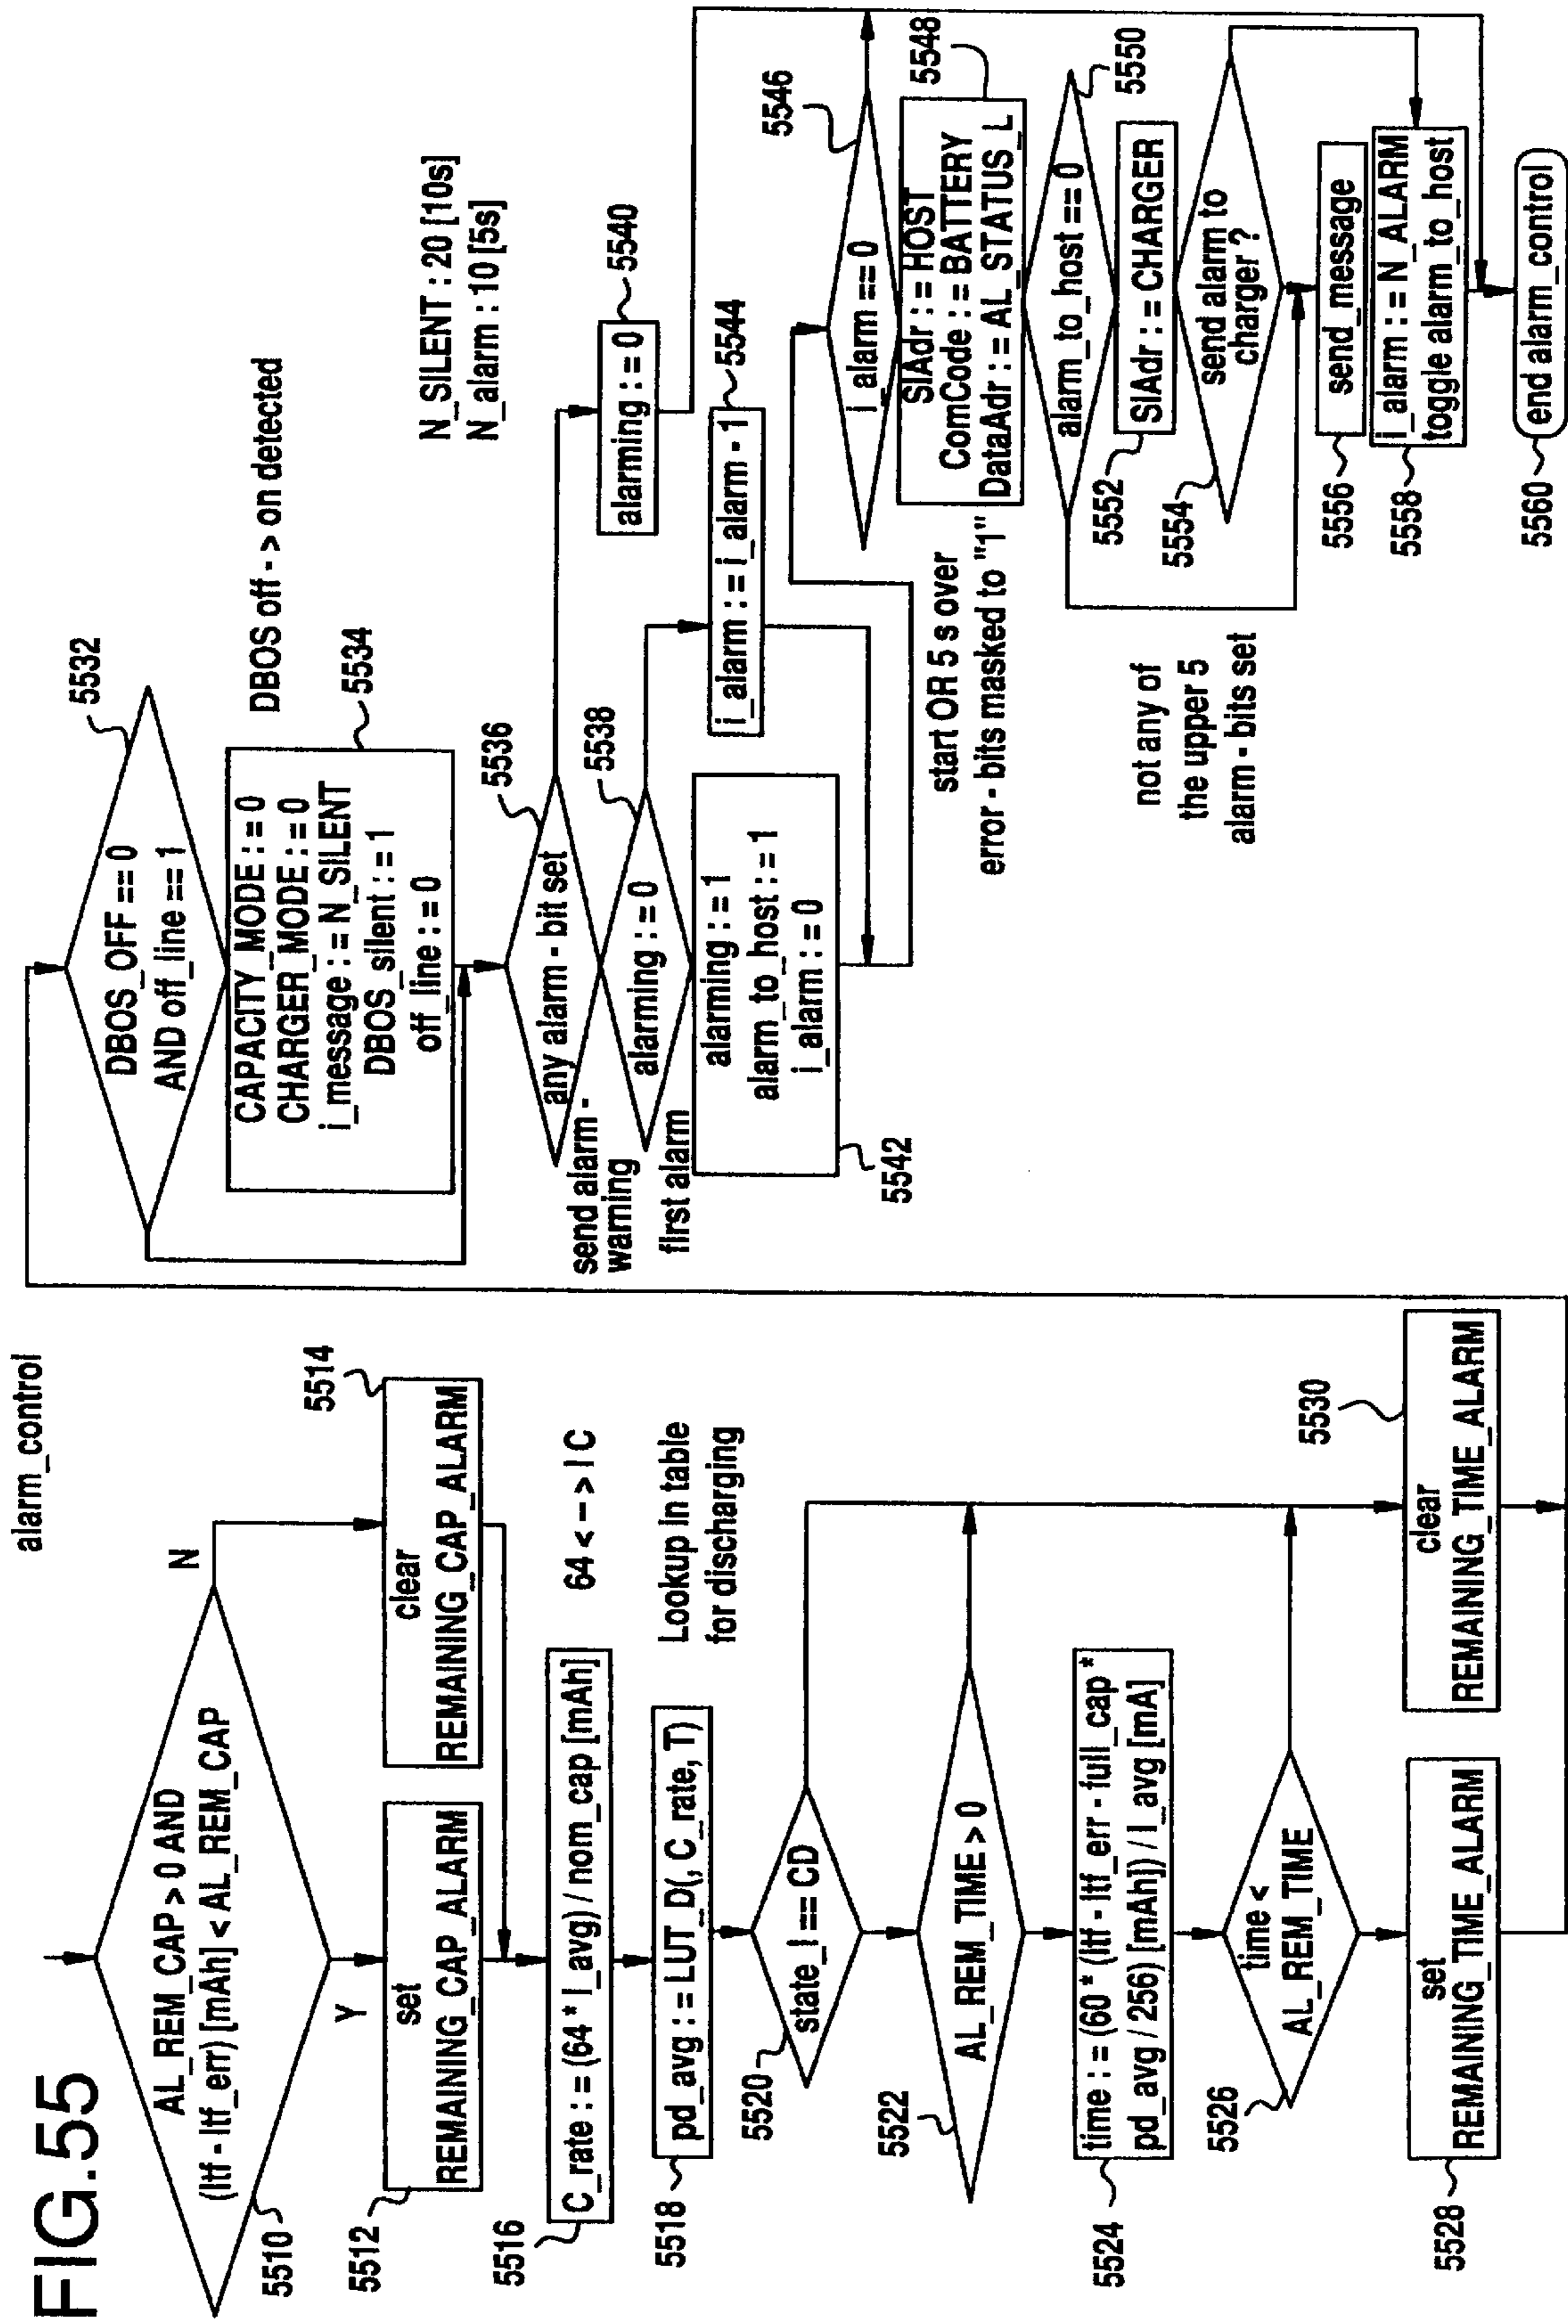 FIG.55
alarm_control
AL_REM_CAP > 0 AND
(ltf - ltf_err) [mAh] < AL_REM_CAP
5510
Y
N
5512
set
REMAINING_CAP_ALARM
5514
clear
REMAINING_CAP_ALARM
5516
C_rate : = (64 * I_avg) / nom_cap [mAh]
64 < - > I C
5518
pd_avg : = LUT_D(, C_rate, T)
Lookup in table
for discharging
5520
state_I == CD
5522
AL_REM_TIME > 0
5524
time : = (60 * (ltf - ltf_err - full_cap *
pd_avg / 256) [mAh]) / I_avg [mA]
5526
time <
AL_REM_TIME
5528
set
REMAINING_TIME_ALARM
5530
clear
REMAINING_TIME_ALARM
5532
DBOS_OFF == 0
AND off_line == 1
DBOS off - > on detected
5534
CAPACITY_MODE : = 0
CHARGER_MODE : = 0
i_message : = N_SILENT
DBOS_silent : = 1
off_line : = 0
N_SILENT : 20 [10s]
N_alarm : 10 [5s]
5536
any alarm - bit set
send alarm -
warning
5538
alarming : = 0
first alarm
5540
alarming : = 0
5542
alarming : = 1
alarm_to_host : = 1
i_alarm : = 0
5544
i_alarm : = i_alarm - 1
5546
i_alarm == 0
start OR 5 s over
error - bits masked to "1"
5548
SlAdr : = HOST
ComCode : = BATTERY
DataAdr : = AL_STATUS_L
5550
alarm_to_host == 0
5552
SlAdr : = CHARGER
5554
send alarm to
charger ?
not any of
the upper 5
alarm - bits set
5556
send_message
5558
i_alarm : = N_ALARM
toggle alarm_to_host
5560
end alarm_control